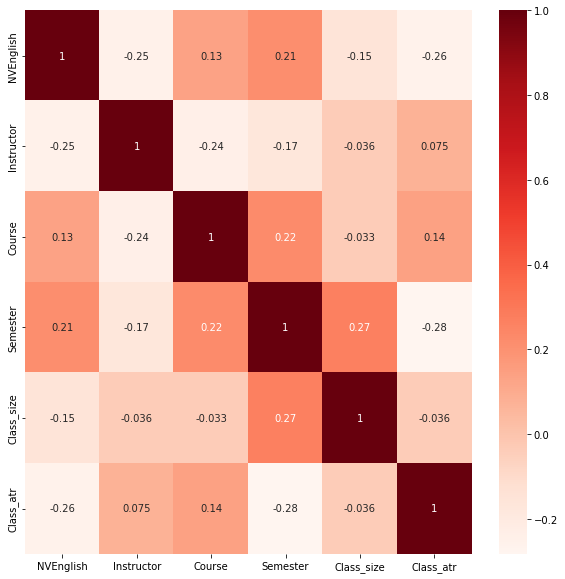 NVEnglish 1 -0.25 0.13 0.21 -0.15 -0.26
Instructor -0.25 1 -0.24 -0.17 -0.036 0.075
Course 0.13 -0.24 1 0.22 -0.033 0.14
Semester 0.21 -0.17 0.22 1 0.27 -0.28
Class_size -0.15 -0.036 -0.033 0.27 1 -0.036
Class_atr -0.26 0.075 0.14 -0.28 -0.036 1
NVEnglish Instructor Course Semester Class_size Class_atr
1.0
0.8
0.6
0.4
0.2
0.0
−0.2